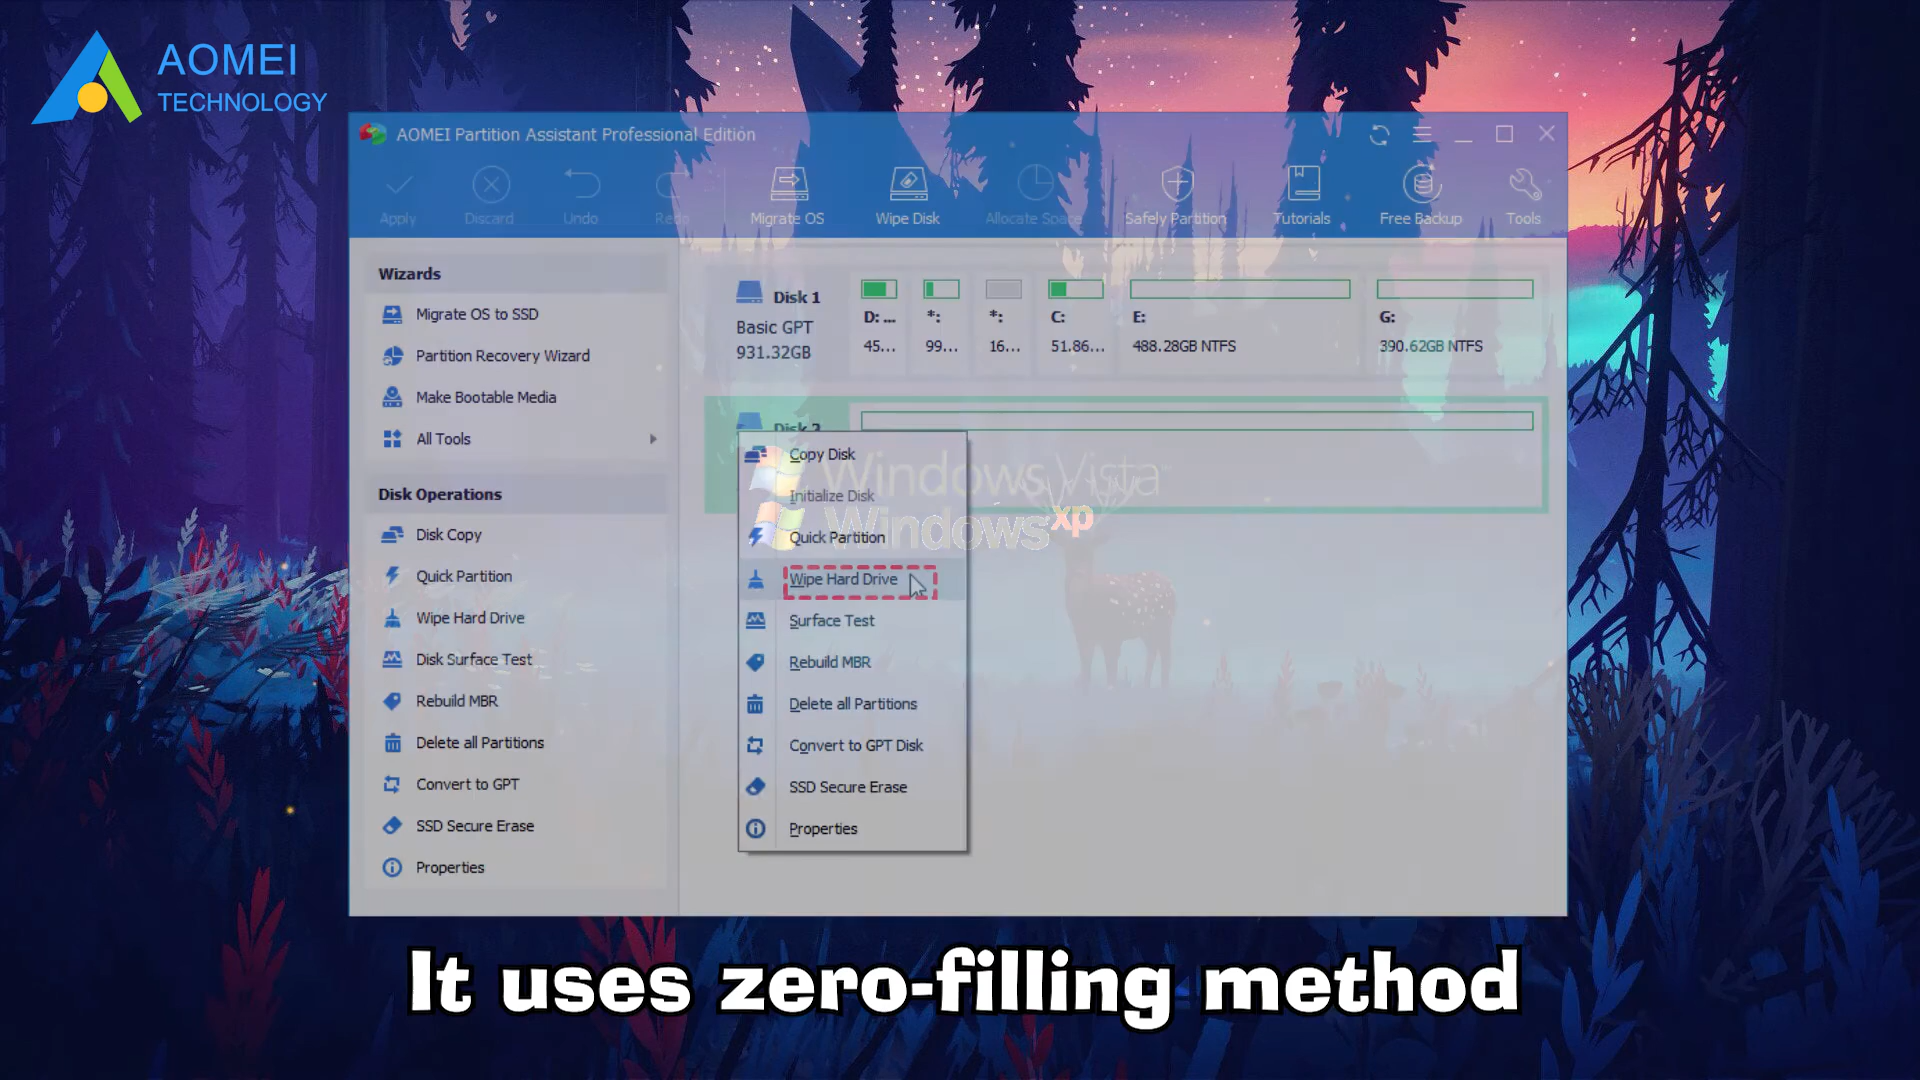 AOMEI
TECHNOLOGY
AOMEI Partition Assistant Professional Edition
Apply
Discard
Undo
Redo
Migrate OS
Wipe Disk
Allocate Space
Safely Partition
Tutorials
Free Backup
Tools
Wizards
Migrate OS to SSD
Partition Recovery Wizard
Make Bootable Media
All Tools
Disk Operations
Disk Copy
Quick Partition
Wipe Hard Drive
Disk Surface Test
Rebuild MBR
Delete all Partitions
Convert to GPT
SSD Secure Erase
Properties
Disk 1
Basic GPT
931.32GB
D: ...
45...
*:
99...
*:
16...
C:
51.86...
E:
488.28GB NTFS
G:
390.62GB NTFS
Disk 2
Copy Disk
Initialize Disk
Quick Partition
Wipe Hard Drive
Surface Test
Rebuild MBR
Delete all Partitions
Convert to GPT Disk
SSD Secure Erase
Properties
Windows Vista
Windows xp
It uses zero-filling method